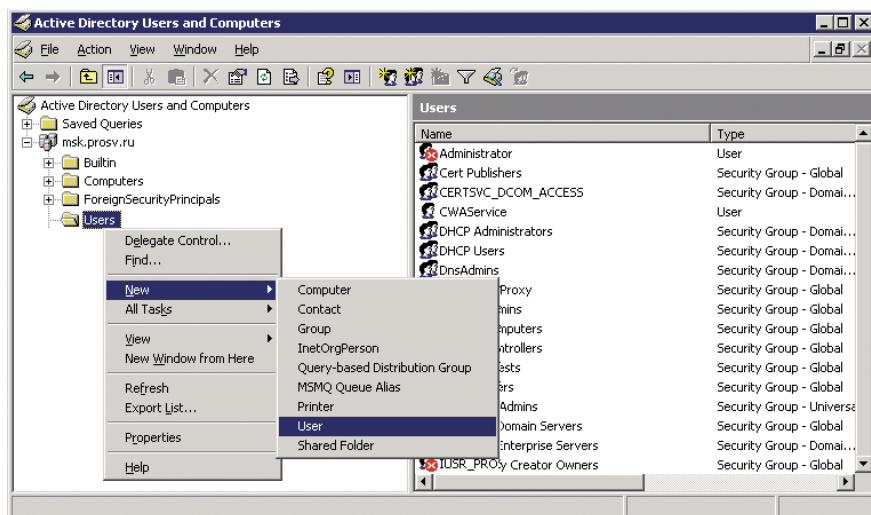 Active Directory Users and Computers
File Action View Window Help
Active Directory Users and Computers
Saved Queries
msk.prosv.ru
Builtin
Computers
ForeignSecurityPrincipals
Users
Delegate Control...
Find...
New
All Tasks
View
New Window from Here
Refresh
Export List...
Properties
Help
Computer
Contact
Group
InetOrgPerson
Query-based Distribution Group
MSMQ Queue Alias
Printer
User
Shared Folder
Users
Name Type
Administrator User
Cert Publishers Security Group - Global
CERTSVC_DCOM_ACCESS Security Group - Domai...
CWAService User
DHCP Administrators Security Group - Domai...
DHCP Users Security Group - Domai...
DnsAdmins Security Group - Domai...
Proxy Security Group - Global
mins Security Group - Global
mputers Security Group - Global
ntrollers Security Group - Global
ests Security Group - Global
ers Security Group - Global
Admins Security Group - Universa
Domain Servers Security Group - Global
Enterprise Servers Security Group - Domai...
y Creator Owners Security Group - Global
IUSR_PRO